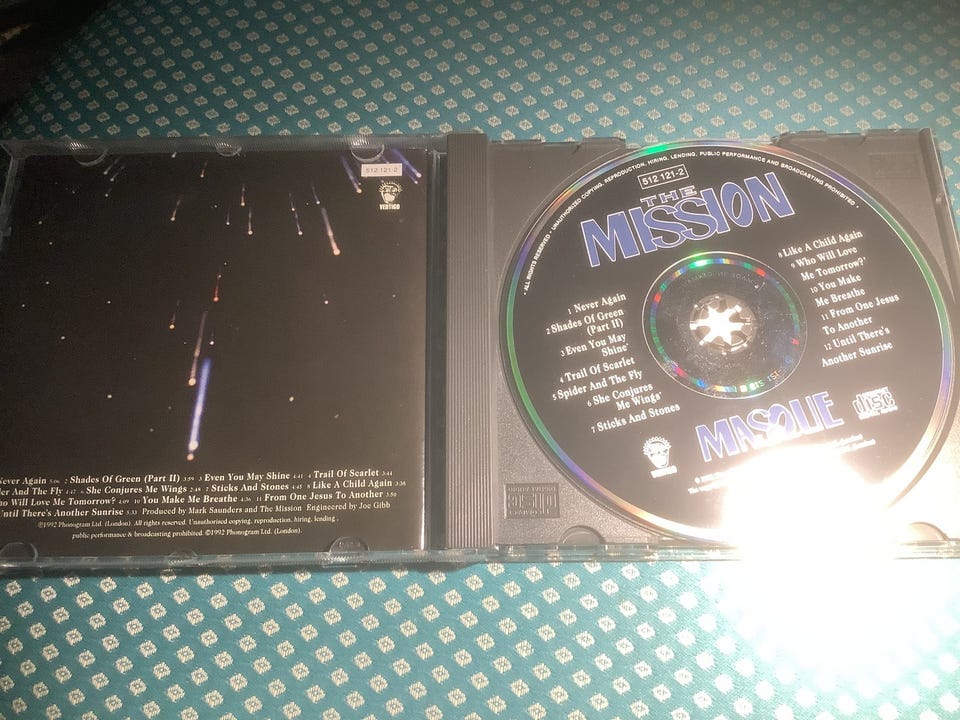 512 121-2
VERTIGO
Never Again 5.06 2 Shades Of Green (Part II) 3.59 3 Even You May Shine 4.41 4 Trail Of Scarlet 3.44
der And The Fly 4.47 6 She Conjures Me Wings 2.48 7 Sticks And Stones 4.44 8 Like A Child Again 3.38
ho Will Love Me Tomorrow? 4.09 10 You Make Me Breathe 4.36 11 From One Jesus To Another 3.50
Until There's Another Sunrise 5.33 Produced by Mark Saunders and The Mission Engineered by Joe Gibb
℗1992 Phonogram Ltd. (London). All rights reserved. Unauthorised copying, reproduction, hiring, lending,
public performance & broadcasting prohibited. ©1992 Phonogram Ltd. (London).
• ALL RIGHTS RESERVED • UNAUTHORISED COPYING, REPRODUCTION, HIRING, LENDING, PUBLIC PERFORMANCE AND BROADCASTING PROHIBITED •
512 121-2
THE
MISSION
1 Never Again
2 Shades Of Green
(Part II)
3 Even You May
Shine'
4 Trail Of Scarlet
5 Spider And The Fly
6 She Conjures
Me Wings'
7 Sticks And Stones
8 Like A Child Again
9 Who Will Love
Me Tomorrow?'
10 You Make
Me Breathe
11 From One Jesus
To Another
12 Until There's
Another Sunrise
MASQUE
VERTIGO
COMPACT
disc
DIGITAL AUDIO